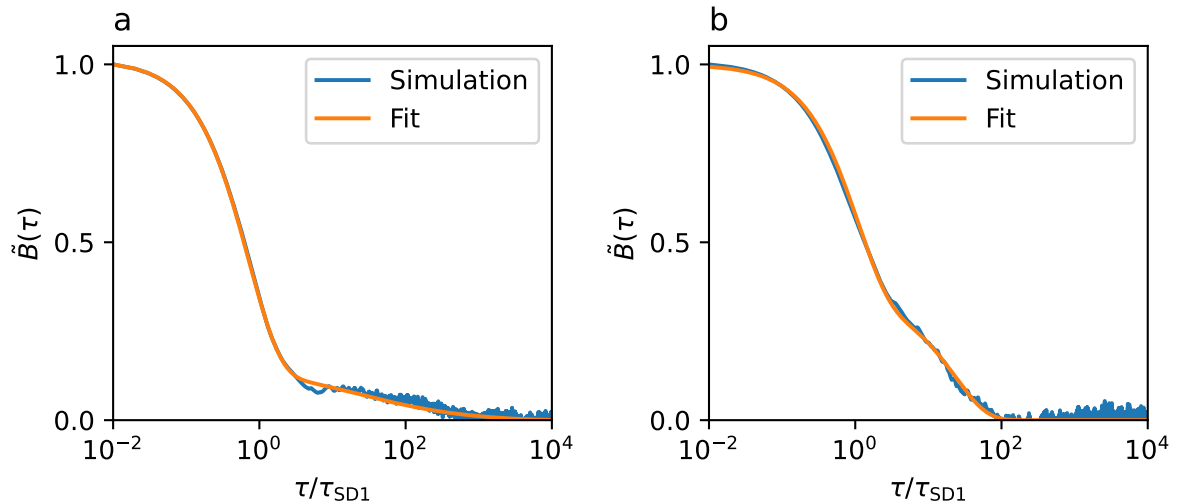 a
1.0
0.5
0.0
B̃(τ)
Simulation
Fit
10⁻² 10⁰ 10² 10⁴
τ/τSD1
b
1.0
0.5
0.0
B̃(τ)
Simulation
Fit
10⁻² 10⁰ 10² 10⁴
τ/τSD1